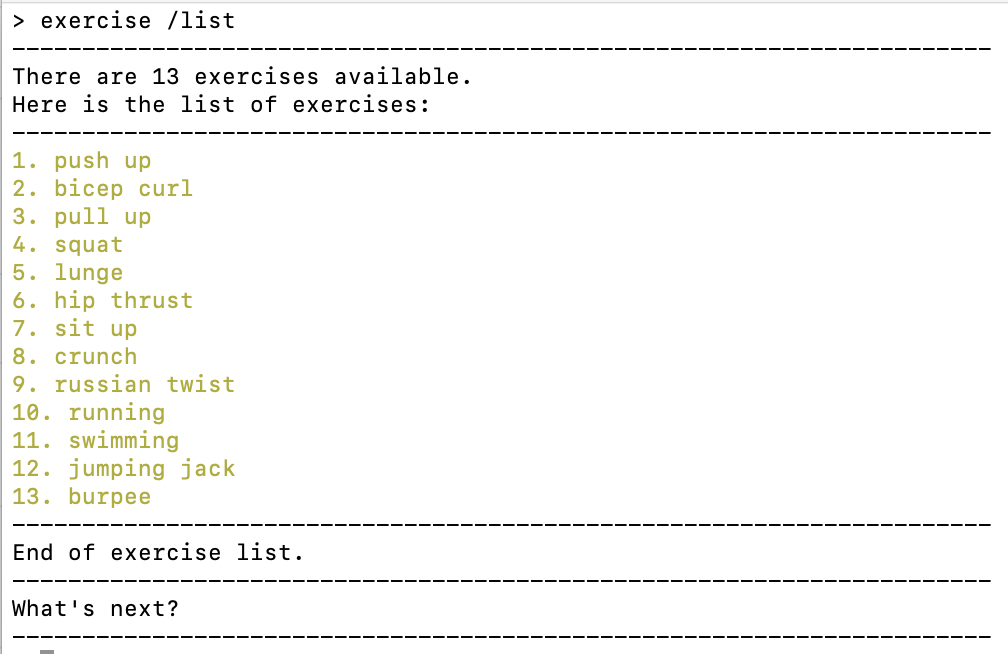 > exercise /list
----------------------------------------------------------------------
There are 13 exercises available.
Here is the list of exercises:
----------------------------------------------------------------------
1. push up
2. bicep curl
3. pull up
4. squat
5. lunge
6. hip thrust
7. sit up
8. crunch
9. russian twist
10. running
11. swimming
12. jumping jack
13. burpee
----------------------------------------------------------------------
End of exercise list.
----------------------------------------------------------------------
What's next?
----------------------------------------------------------------------